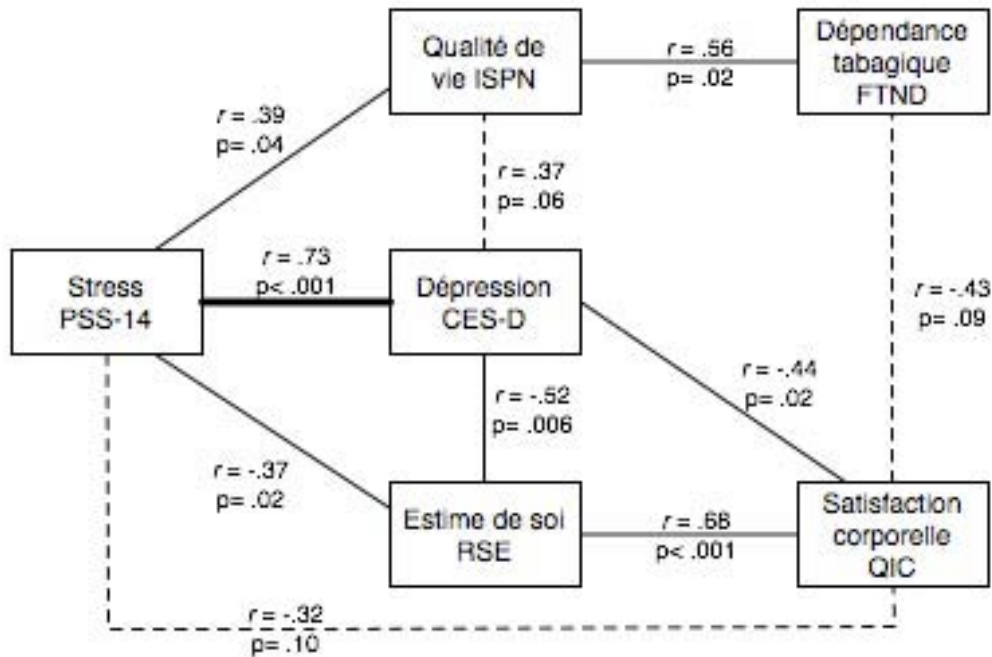 Qualité de
vie ISPN
r = .56
p= .02
Dépendance
tabagique
FTND
r = .39
p= .04
r = .37
p= .06
Stress
PSS-14
r = .73
p< .001
Dépression
CES-D
r = -.43
p= .09
r = -.44
p= .02
r = -.52
p= .006
r = -.37
p= .02
Estime de soi
RSE
r = .68
p< .001
Satisfaction
corporelle
QIC
r = -.32
p= .10